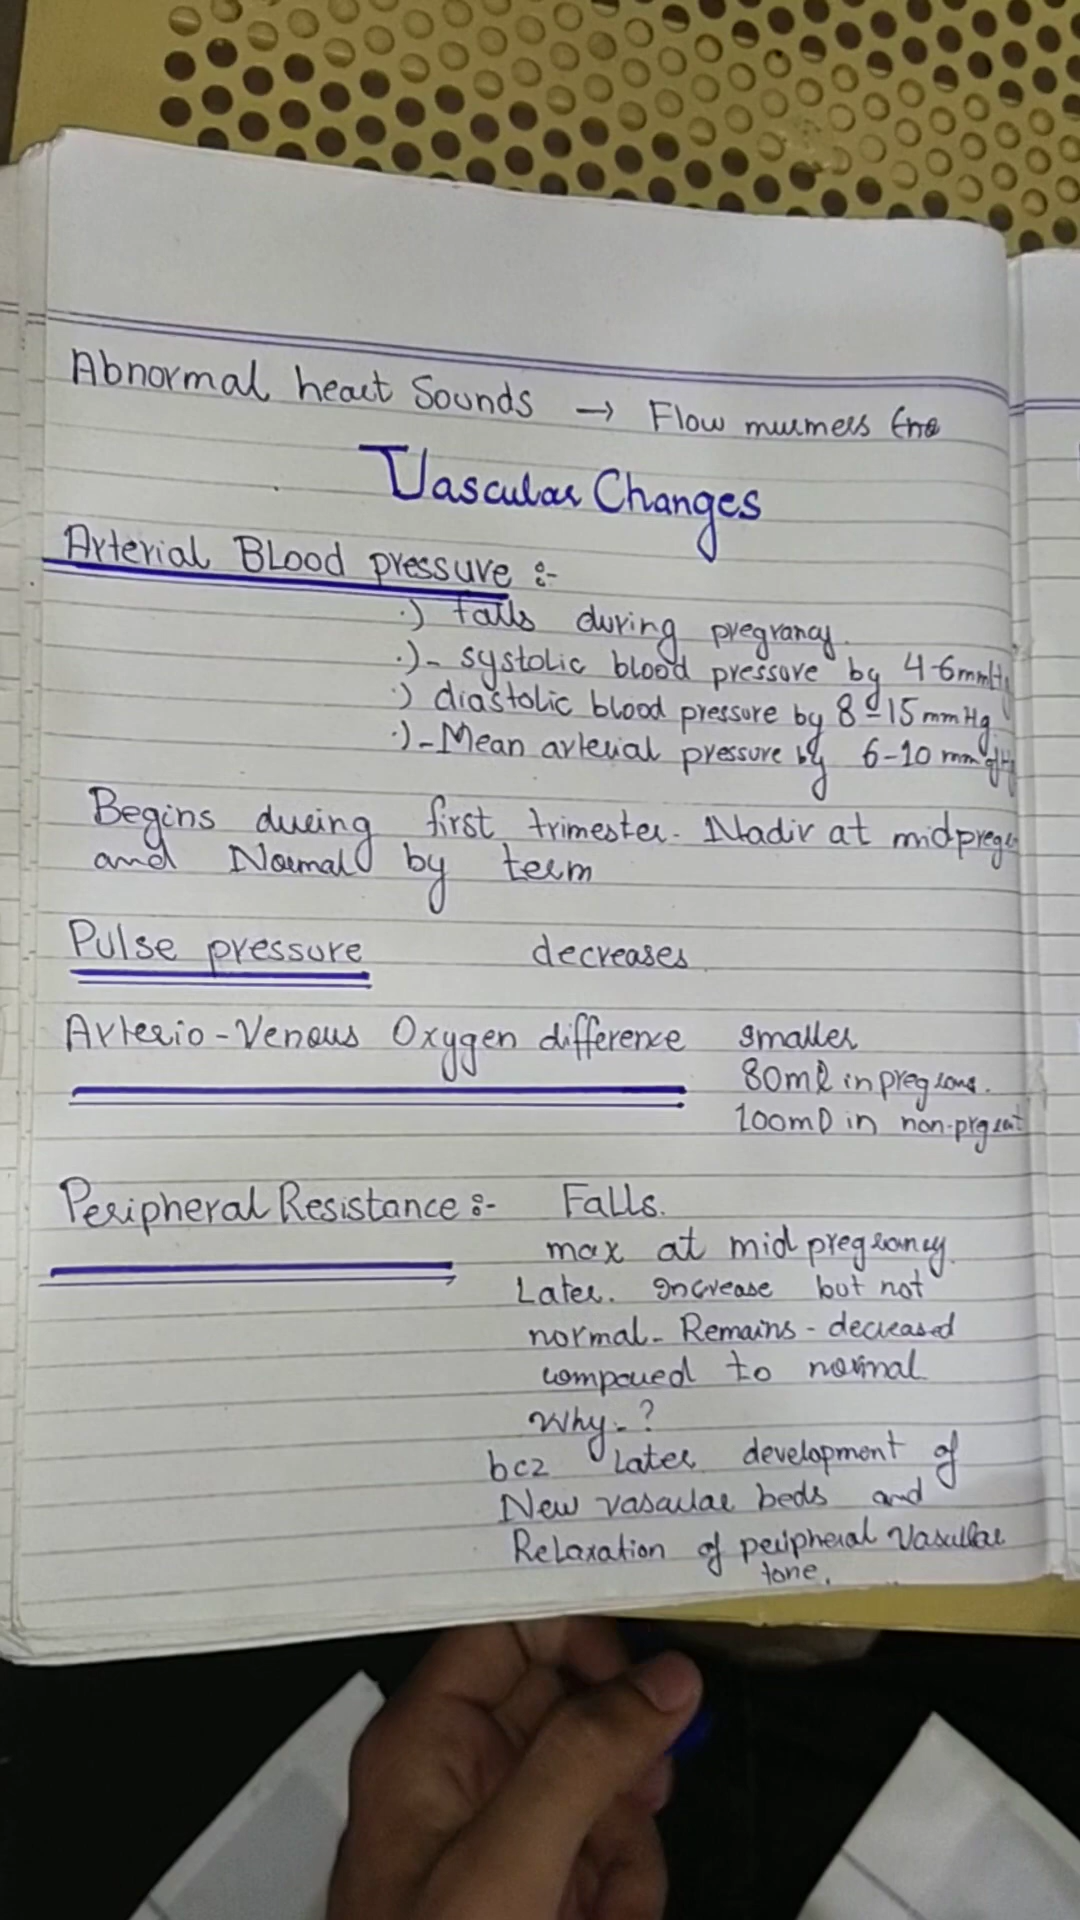 Abnormal heart Sounds → Flow murmers
Vascular Changes
Arterial Blood pressure :-
.) falls during pregnancy.
.)- systolic blood pressure by 4-6mmHg
.) diastolic blood pressure by 8-15 mmHg
.)- Mean arterial pressure by 6-10 mm of Hg
Begins during first trimester. Nadir at
and Normal by term
Pulse pressure decreases
Arterio-Venous Oxygen difference smaller
80ml in
100ml in
Peripheral Resistance :- Falls.
max at mid pregnancy.
Later. Increase but not
normal - Remains - decreased
compared to normal
Why - ?
bcz Later development of
New vascular beds and
Relaxation of peripheral Vascular
tone.